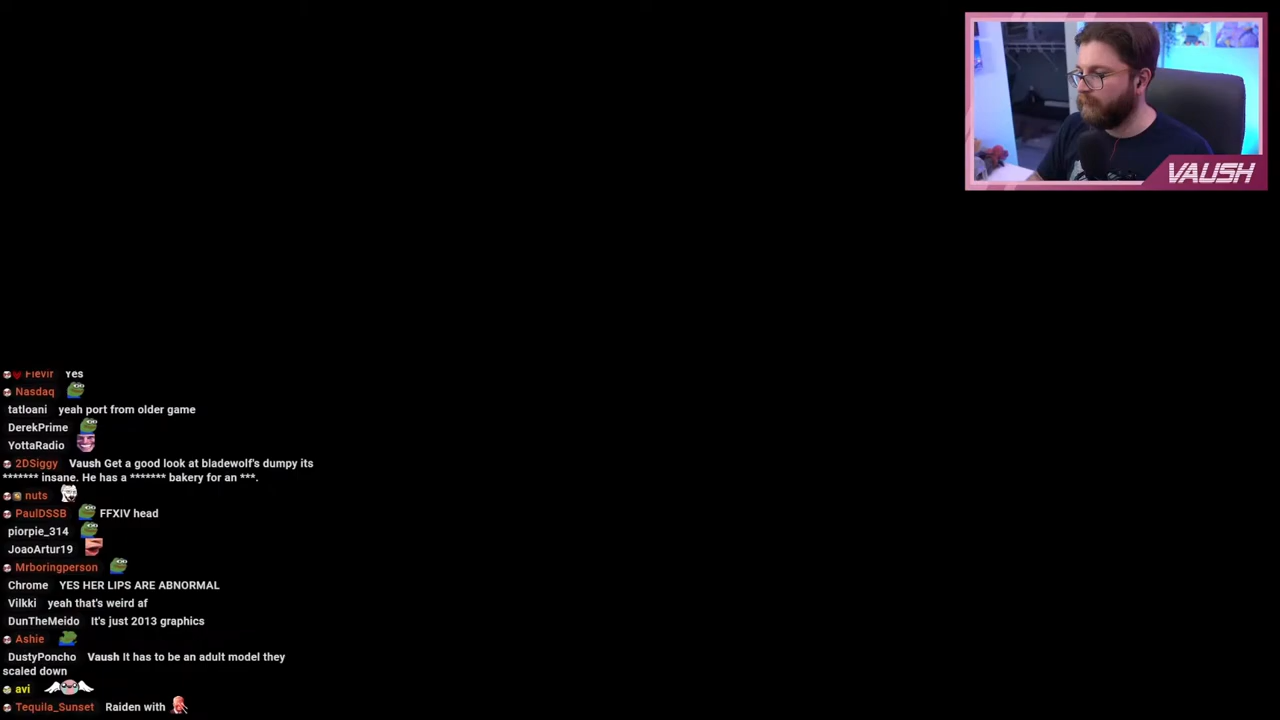 VAUSH
Flevir Yes
Nasdaq
tatloani yeah port from older game
DerekPrime
YottaRadio
2DSiggy Vaush Get a good look at bladewolf's dumpy its
******* insane. He has a ******* bakery for an ***.
nuts
PaulDSSB FFXIV head
piorpie_314
JoaoArtur19
Mrboringperson
Chrome YES HER LIPS ARE ABNORMAL
Vilkki yeah that's weird af
DunTheMeido It's just 2013 graphics
Ashie
DustyPoncho Vaush It has to be an adult model they
scaled down
avi
Tequila_Sunset Raiden with